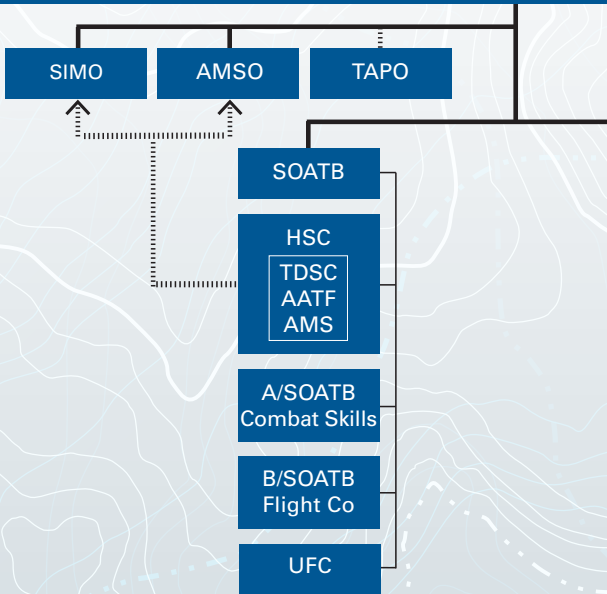 SIMO
AMSO
TAPO
SOATB
HSC
TDSC
AATF
AMS
A/SOATB
Combat Skills
B/SOATB
Flight Co
UFC